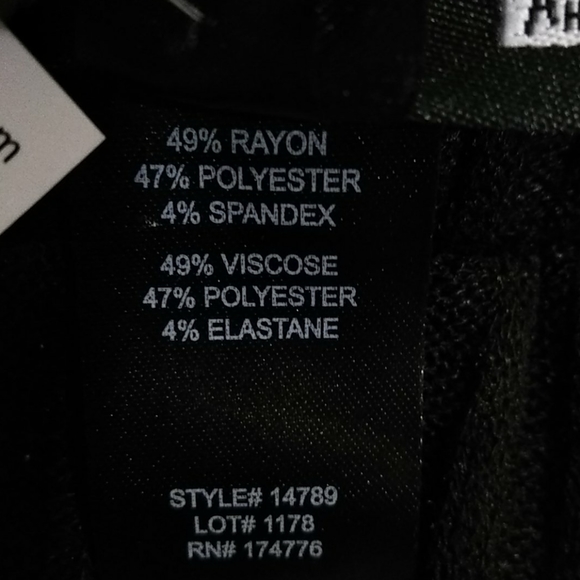 49% RAYON
47% POLYESTER
4% SPANDEX
49% VISCOSE
47% POLYESTER
4% ELASTANE
STYLE# 14789
LOT# 1178
RN# 174776